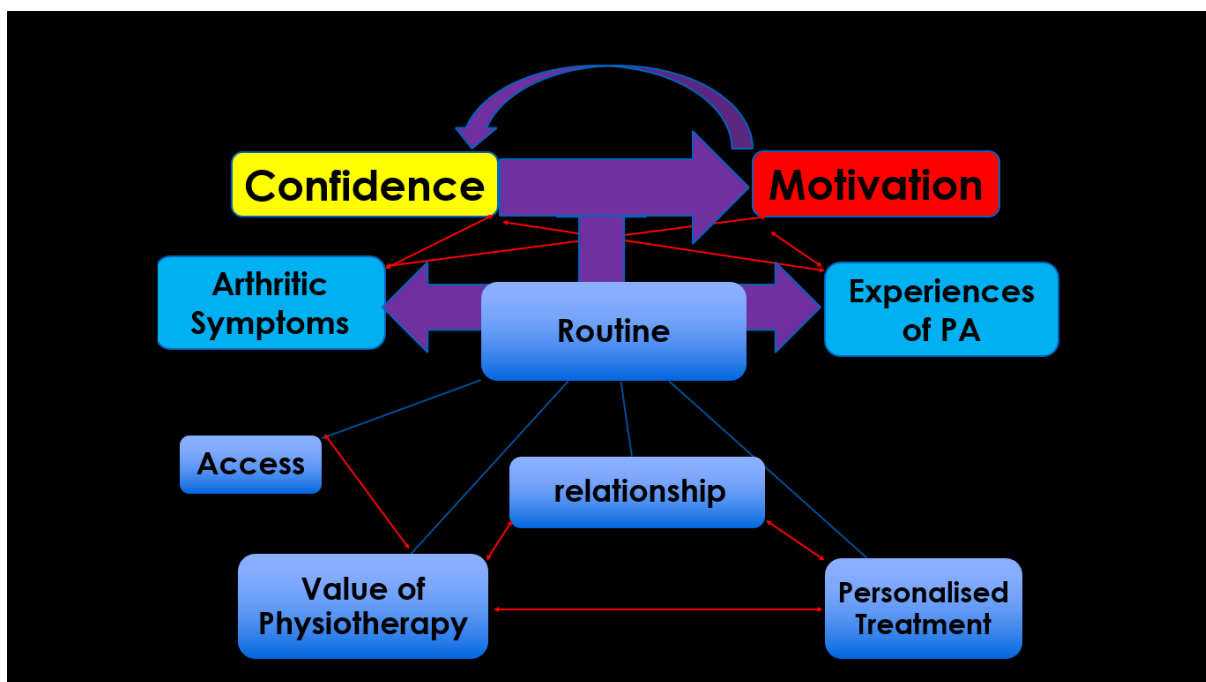 Confidence
Motivation
Arthritic
Symptoms
Experiences
of PA
Routine
Access
relationship
Value of
Physiotherapy
Personalised
Treatment